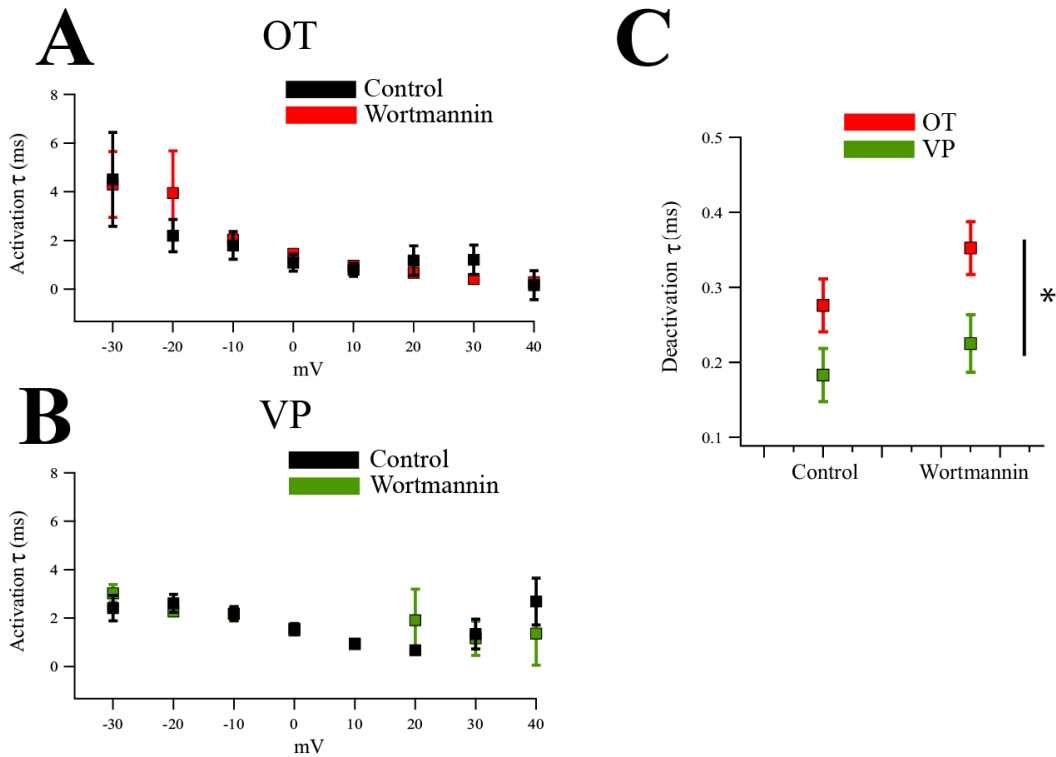 A
OT
Control
Wortmannin
Activation τ (ms)
8
6
4
2
0
-30 -20 -10 0 10 20 30 40
mV
B
VP
Control
Wortmannin
Activation τ (ms)
8
6
4
2
0
-30 -20 -10 0 10 20 30 40
mV
C
OT
VP
Deactivation τ (ms)
0.5
0.4
0.3
0.2
0.1
*
Control Wortmannin